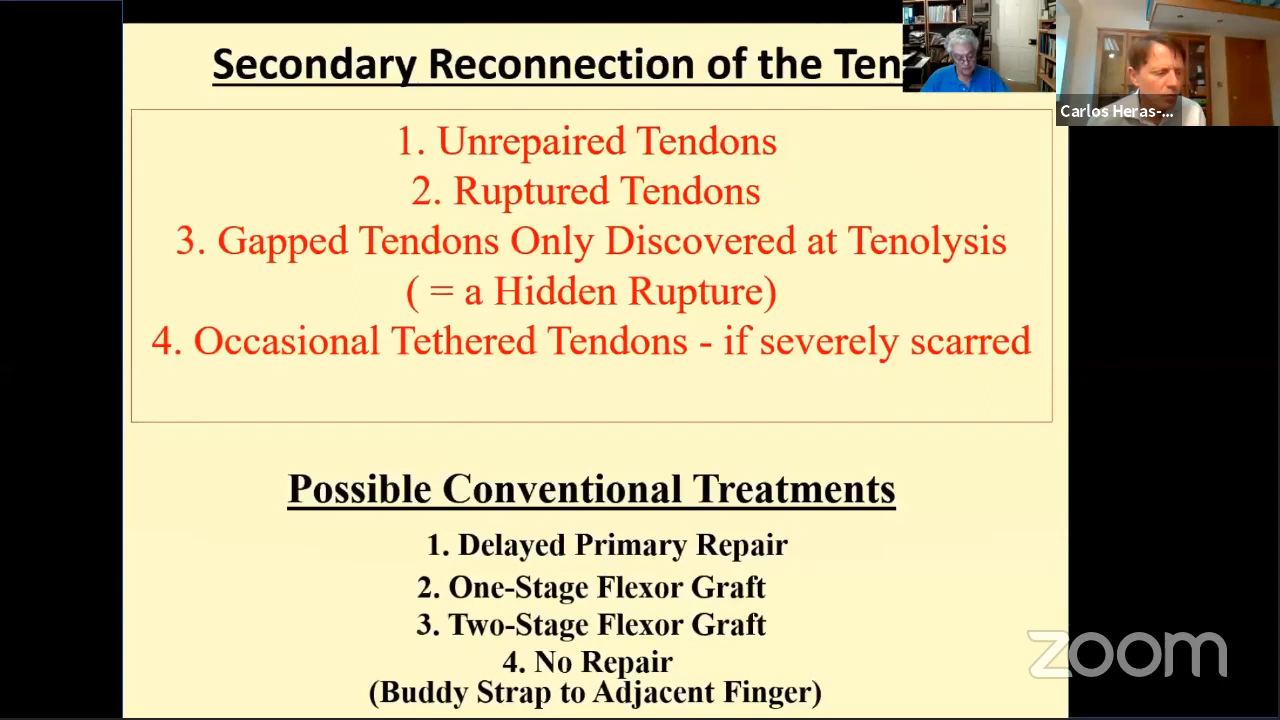 Secondary Reconnection of the Ten
Carlos Heras-...
1. Unrepaired Tendons
2. Ruptured Tendons
3. Gapped Tendons Only Discovered at Tenolysis
( = a Hidden Rupture)
4. Occasional Tethered Tendons - if severely scarred
Possible Conventional Treatments
1. Delayed Primary Repair
2. One-Stage Flexor Graft
3. Two-Stage Flexor Graft
4. No Repair
(Buddy Strap to Adjacent Finger)
zoom